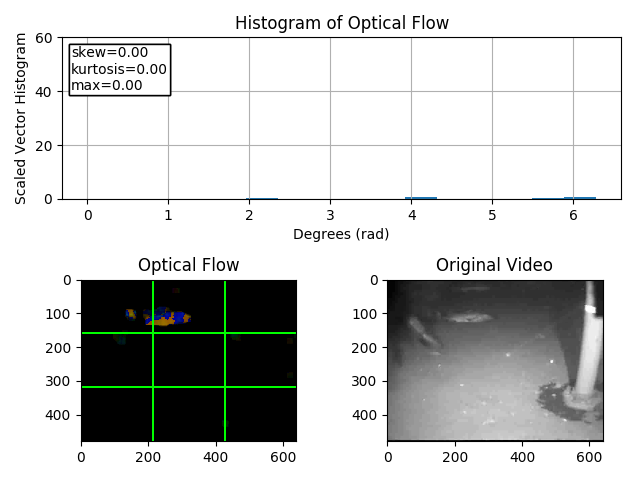 Histogram of Optical Flow
60
40
20
0
Scaled Vector Histogram
skew=0.00
kurtosis=0.00
max=0.00
0 1 2 3 4 5 6
Degrees (rad)
Optical Flow
0
100
200
300
400
0 200 400 600
Original Video
0
100
200
300
400
0 200 400 600